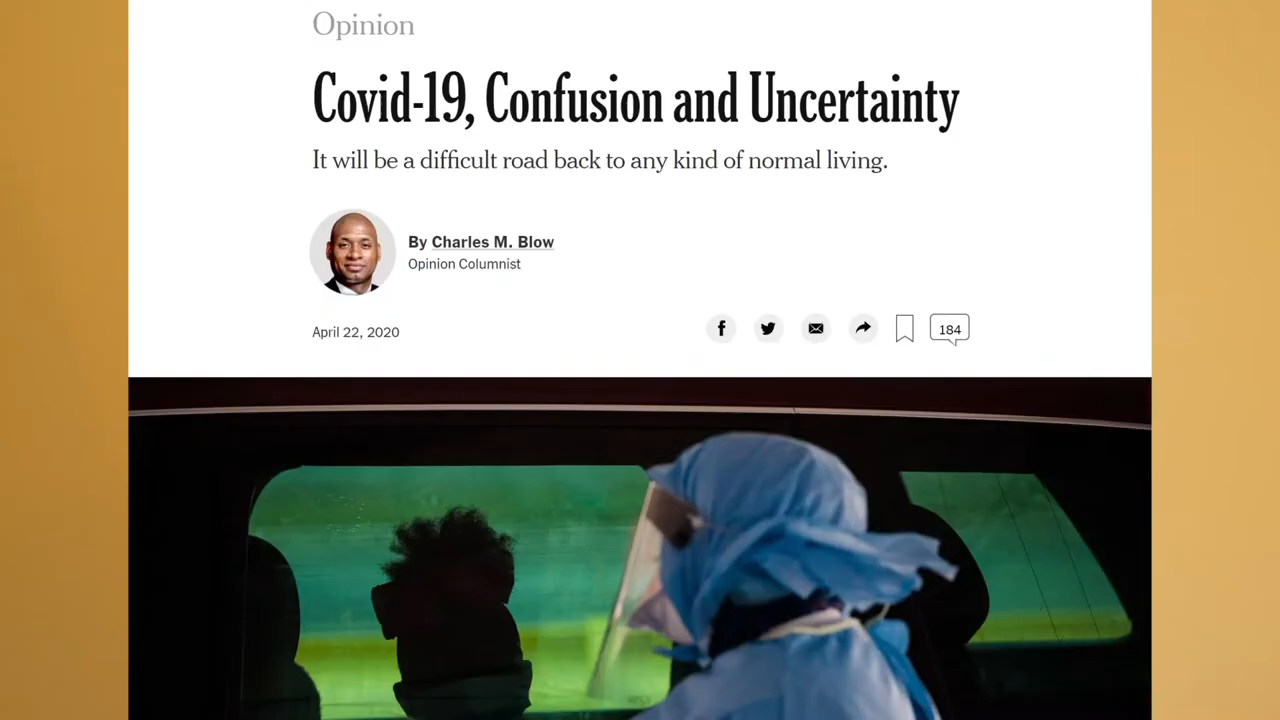 Opinion
Covid-19, Confusion and Uncertainty
It will be a difficult road back to any kind of normal living.
By Charles M. Blow
Opinion Columnist
April 22, 2020
184